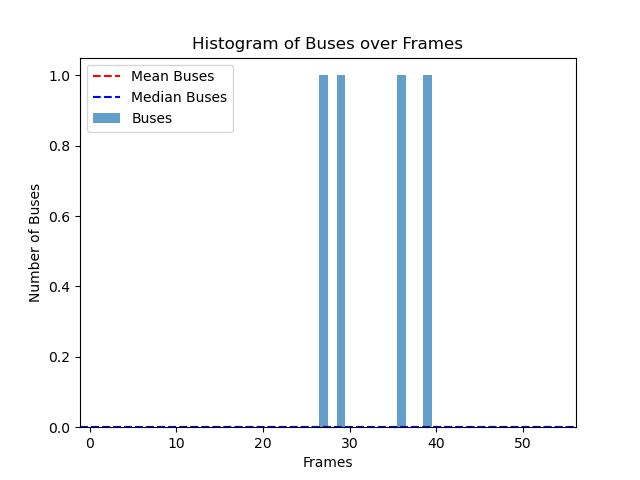 Histogram of Buses over Frames
Mean Buses
Median Buses
Buses
Number of Buses
1.0
0.8
0.6
0.4
0.2
0.0
0 10 20 30 40 50
Frames